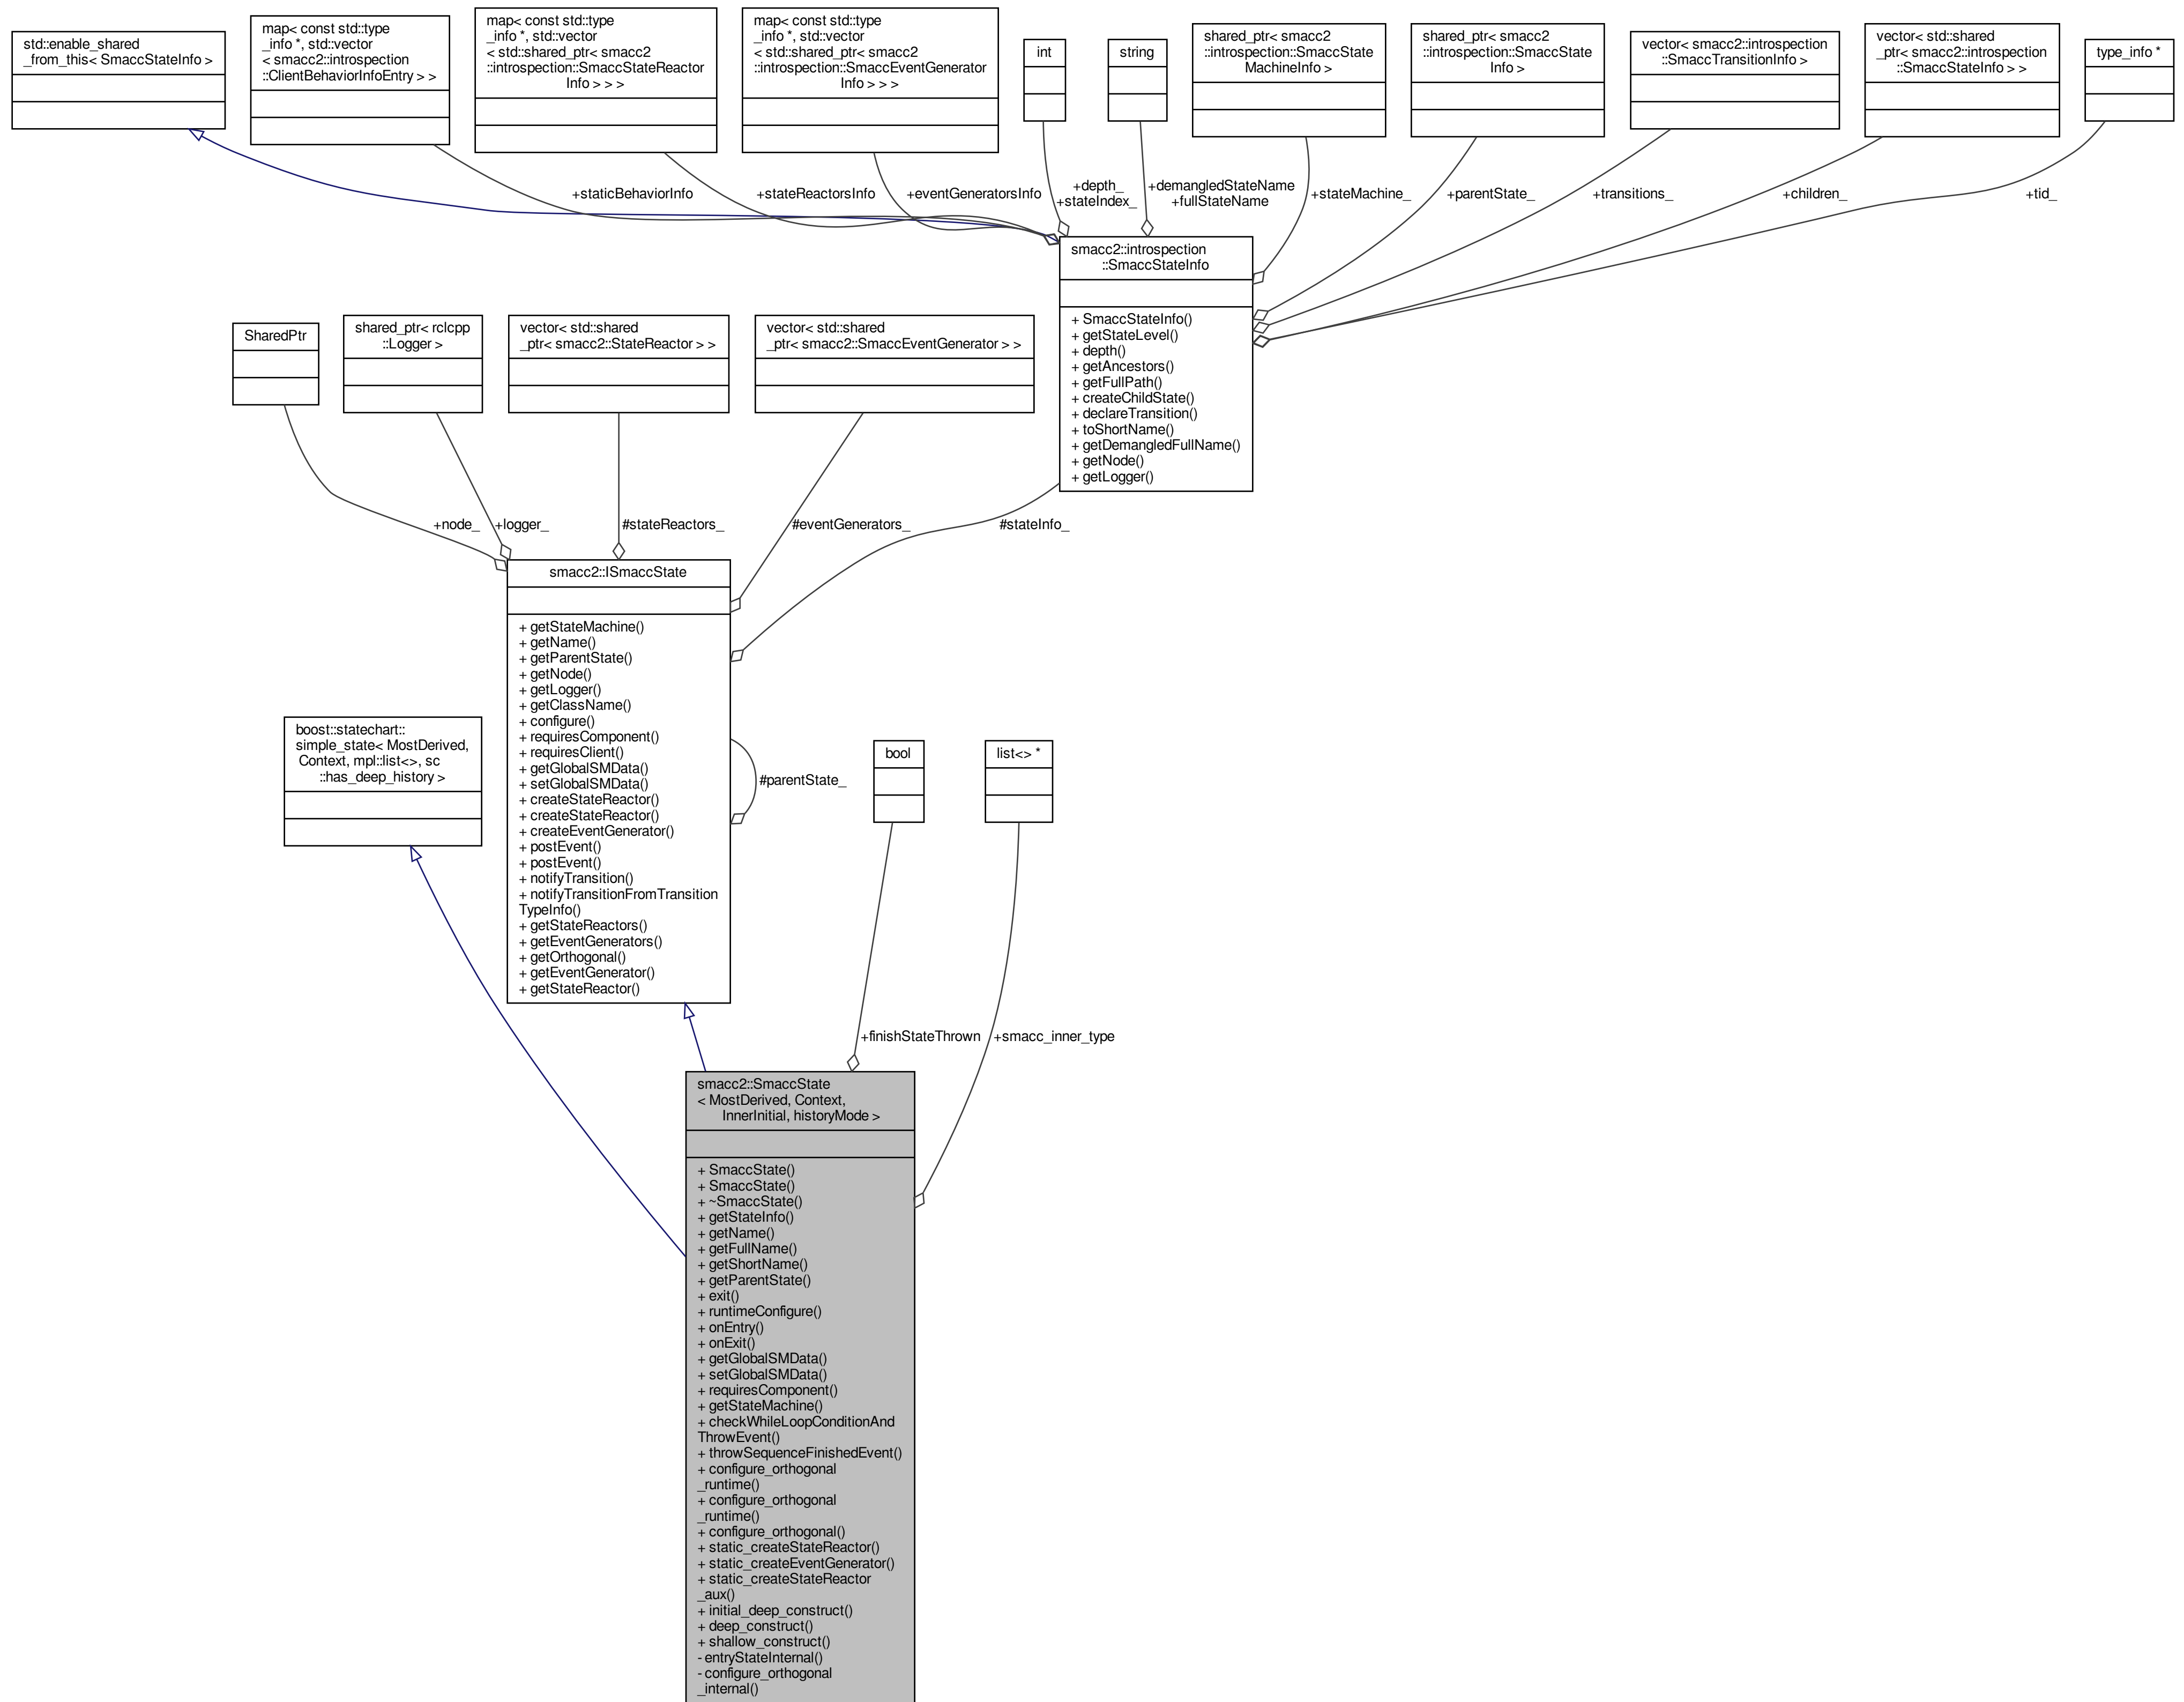 std::enable_shared
_from_this< SmaccStateInfo >
map< const std::type
_info *, std::vector
< smacc2::introspection
::ClientBehaviorInfoEntry > >
map< const std::type
_info *, std::vector
< std::shared_ptr< smacc2
::introspection::SmaccStateReactor
Info > > >
map< const std::type
_info *, std::vector
< std::shared_ptr< smacc2
::introspection::SmaccEventGenerator
Info > > >
int
string
shared_ptr< smacc2
::introspection::SmaccState
MachineInfo >
shared_ptr< smacc2
::introspection::SmaccState
Info >
vector< smacc2::introspection
::SmaccTransitionInfo >
vector< std::shared
_ptr< smacc2::introspection
::SmaccStateInfo > >
type_info *
+staticBehaviorInfo
+stateReactorsInfo
+eventGeneratorsInfo
+depth_
+stateIndex_
+demangledStateName
+fullStateName
+stateMachine_
+parentState_
+transitions_
+children_
+tid_
smacc2::introspection
::SmaccStateInfo
+ SmaccStateInfo()
+ getStateLevel()
+ depth()
+ getAncestors()
+ getFullPath()
+ createChildState()
+ declareTransition()
+ toShortName()
+ getDemangledFullName()
+ getNode()
+ getLogger()
SharedPtr
shared_ptr< rclcpp
::Logger >
vector< std::shared
_ptr< smacc2::StateReactor > >
vector< std::shared
_ptr< smacc2::SmaccEventGenerator > >
+node_
+logger_
#stateReactors_
#eventGenerators_
#stateInfo_
smacc2::ISmaccState
+ getStateMachine()
+ getName()
+ getParentState()
+ getNode()
+ getLogger()
+ getClassName()
+ configure()
+ requiresComponent()
+ requiresClient()
+ getGlobalSMData()
+ setGlobalSMData()
+ createStateReactor()
+ createStateReactor()
+ createEventGenerator()
+ postEvent()
+ postEvent()
+ notifyTransition()
+ notifyTransitionFromTransition
TypeInfo()
+ getStateReactors()
+ getEventGenerators()
+ getOrthogonal()
+ getEventGenerator()
+ getStateReactor()
#parentState_
boost::statechart::
simple_state< MostDerived,
Context, mpl::list<>, sc
::has_deep_history >
bool
list<> *
+finishStateThrown
+smacc_inner_type
smacc2::SmaccState
< MostDerived, Context,
InnerInitial, historyMode >
+ SmaccState()
+ SmaccState()
+ ~SmaccState()
+ getStateInfo()
+ getName()
+ getFullName()
+ getShortName()
+ getParentState()
+ exit()
+ runtimeConfigure()
+ onEntry()
+ onExit()
+ getGlobalSMData()
+ setGlobalSMData()
+ requiresComponent()
+ getStateMachine()
+ checkWhileLoopConditionAnd
ThrowEvent()
+ throwSequenceFinishedEvent()
+ configure_orthogonal
_runtime()
+ configure_orthogonal
_runtime()
+ configure_orthogonal()
+ static_createStateReactor()
+ static_createEventGenerator()
+ static_createStateReactor
_aux()
+ initial_deep_construct()
+ deep_construct()
+ shallow_construct()
- entryStateInternal()
- configure_orthogonal
_internal()